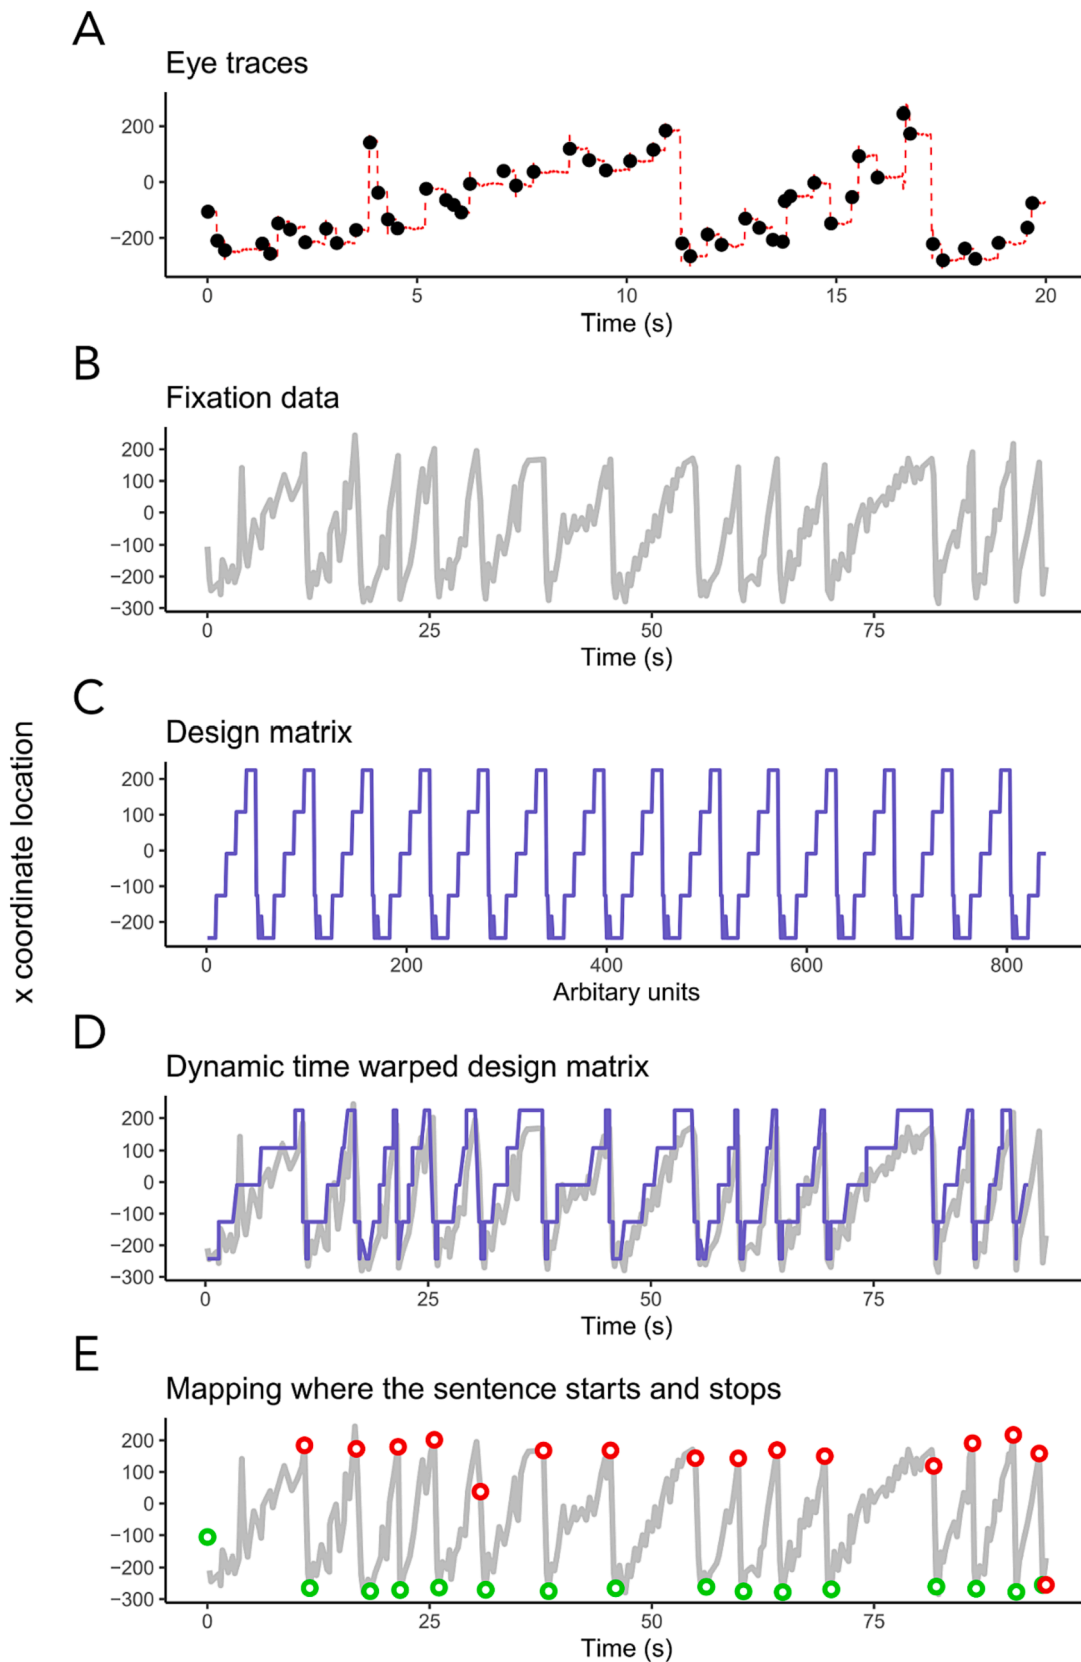 A
Eye traces
200
0
−200
0 5 10 15 20
Time (s)
B
Fixation data
200
100
0
−100
−200
−300
0 25 50 75
Time (s)
x coordinate location
C
Design matrix
200
100
0
−100
−200
0 200 400 600 800
Arbitary units
D
Dynamic time warped design matrix
200
100
0
−100
−200
−300
0 25 50 75
Time (s)
E
Mapping where the sentence starts and stops
200
100
0
−100
−200
−300
0 25 50 75
Time (s)